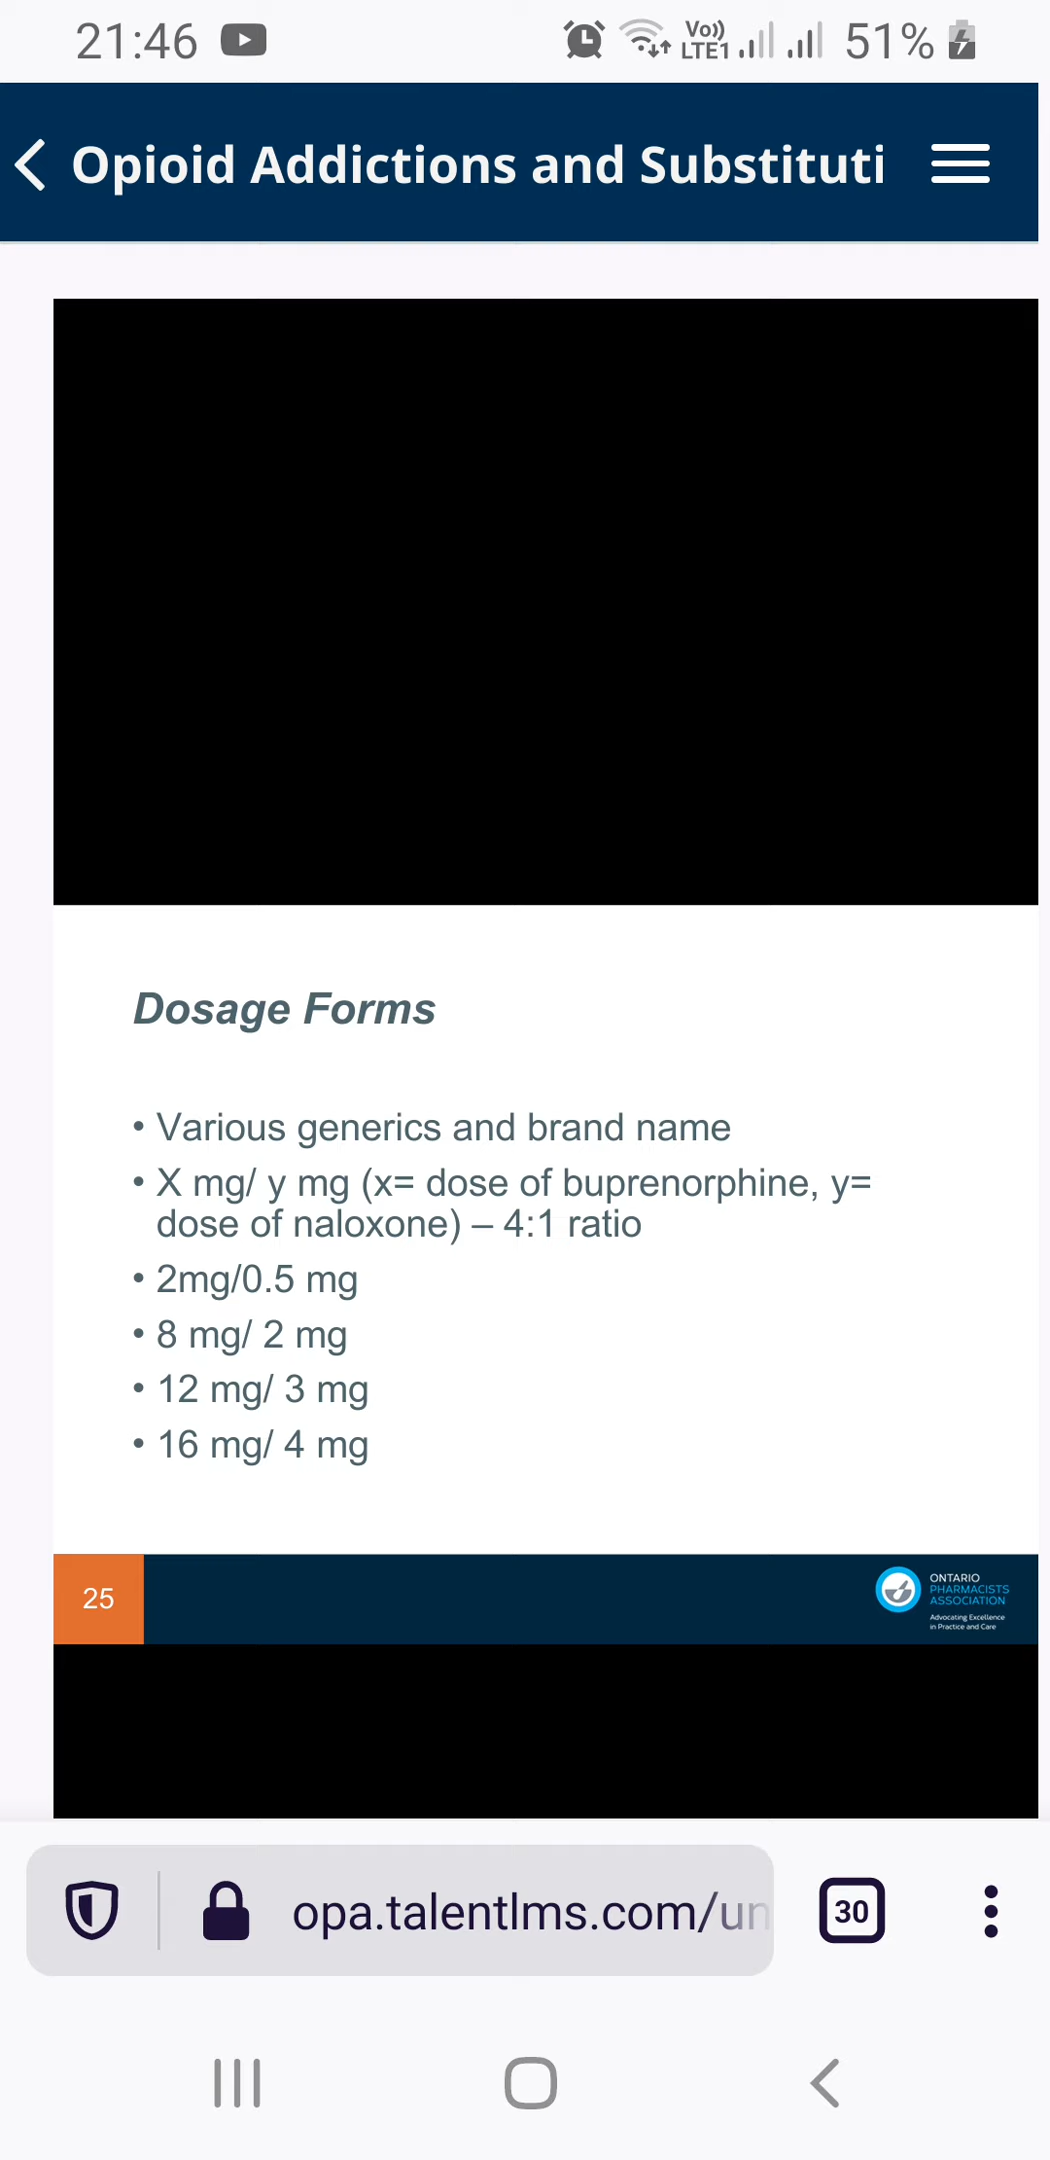 21:46
Vo)) LTE1 51%
Opioid Addictions and Substituti
Dosage Forms
• Various generics and brand name
• X mg/ y mg (x= dose of buprenorphine, y=
dose of naloxone) – 4:1 ratio
• 2mg/0.5 mg
• 8 mg/ 2 mg
• 12 mg/ 3 mg
• 16 mg/ 4 mg
25
ONTARIO
PHARMACISTS
ASSOCIATION
Advocating Excellence
in Practice and Care
opa.talentlms.com/un
30